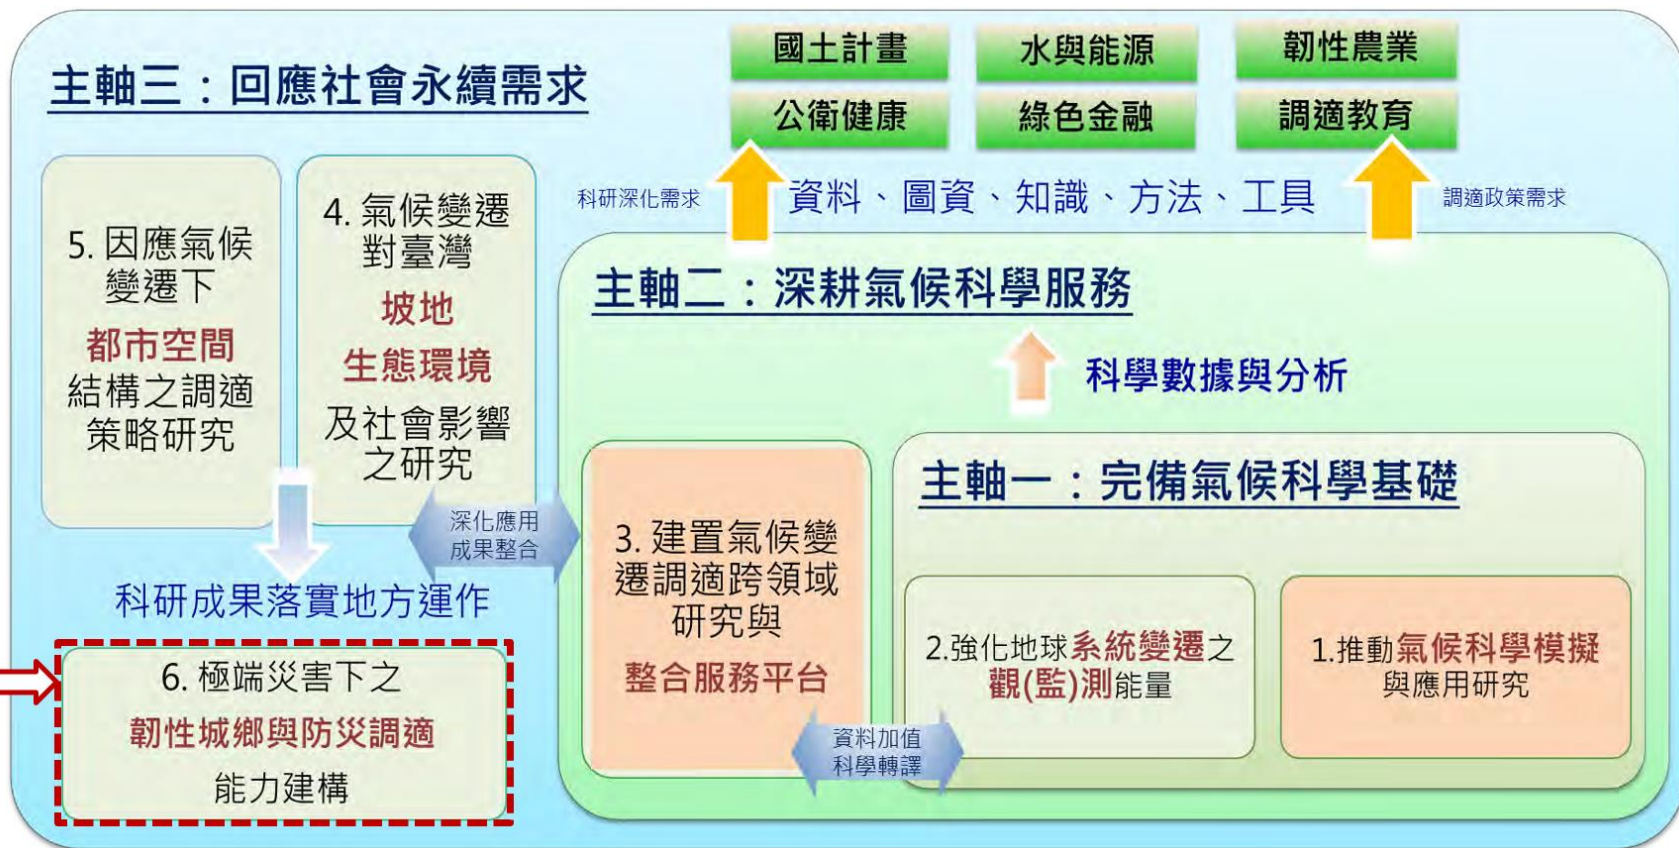 主軸三：回應社會永續需求
國土計畫
水與能源
韌性農業
公衛健康
綠色金融
調適教育
科研深化需求
資料、圖資、知識、方法、工具
調適政策需求
5. 因應氣候
變遷下
都市空間
結構之調適
策略研究
4. 氣候變遷
對臺灣
坡地
生態環境
及社會影響
之研究
主軸二：深耕氣候科學服務
科學數據與分析
主軸一：完備氣候科學基礎
深化應用
成果整合
3. 建置氣候變
遷調適跨領域
研究與
整合服務平台
2.強化地球系統變遷之
觀(監)測能量
1.推動氣候科學模擬
與應用研究
資料加值
科學轉譯
科研成果落實地方運作
6. 極端災害下之
韌性城鄉與防災調適
能力建構